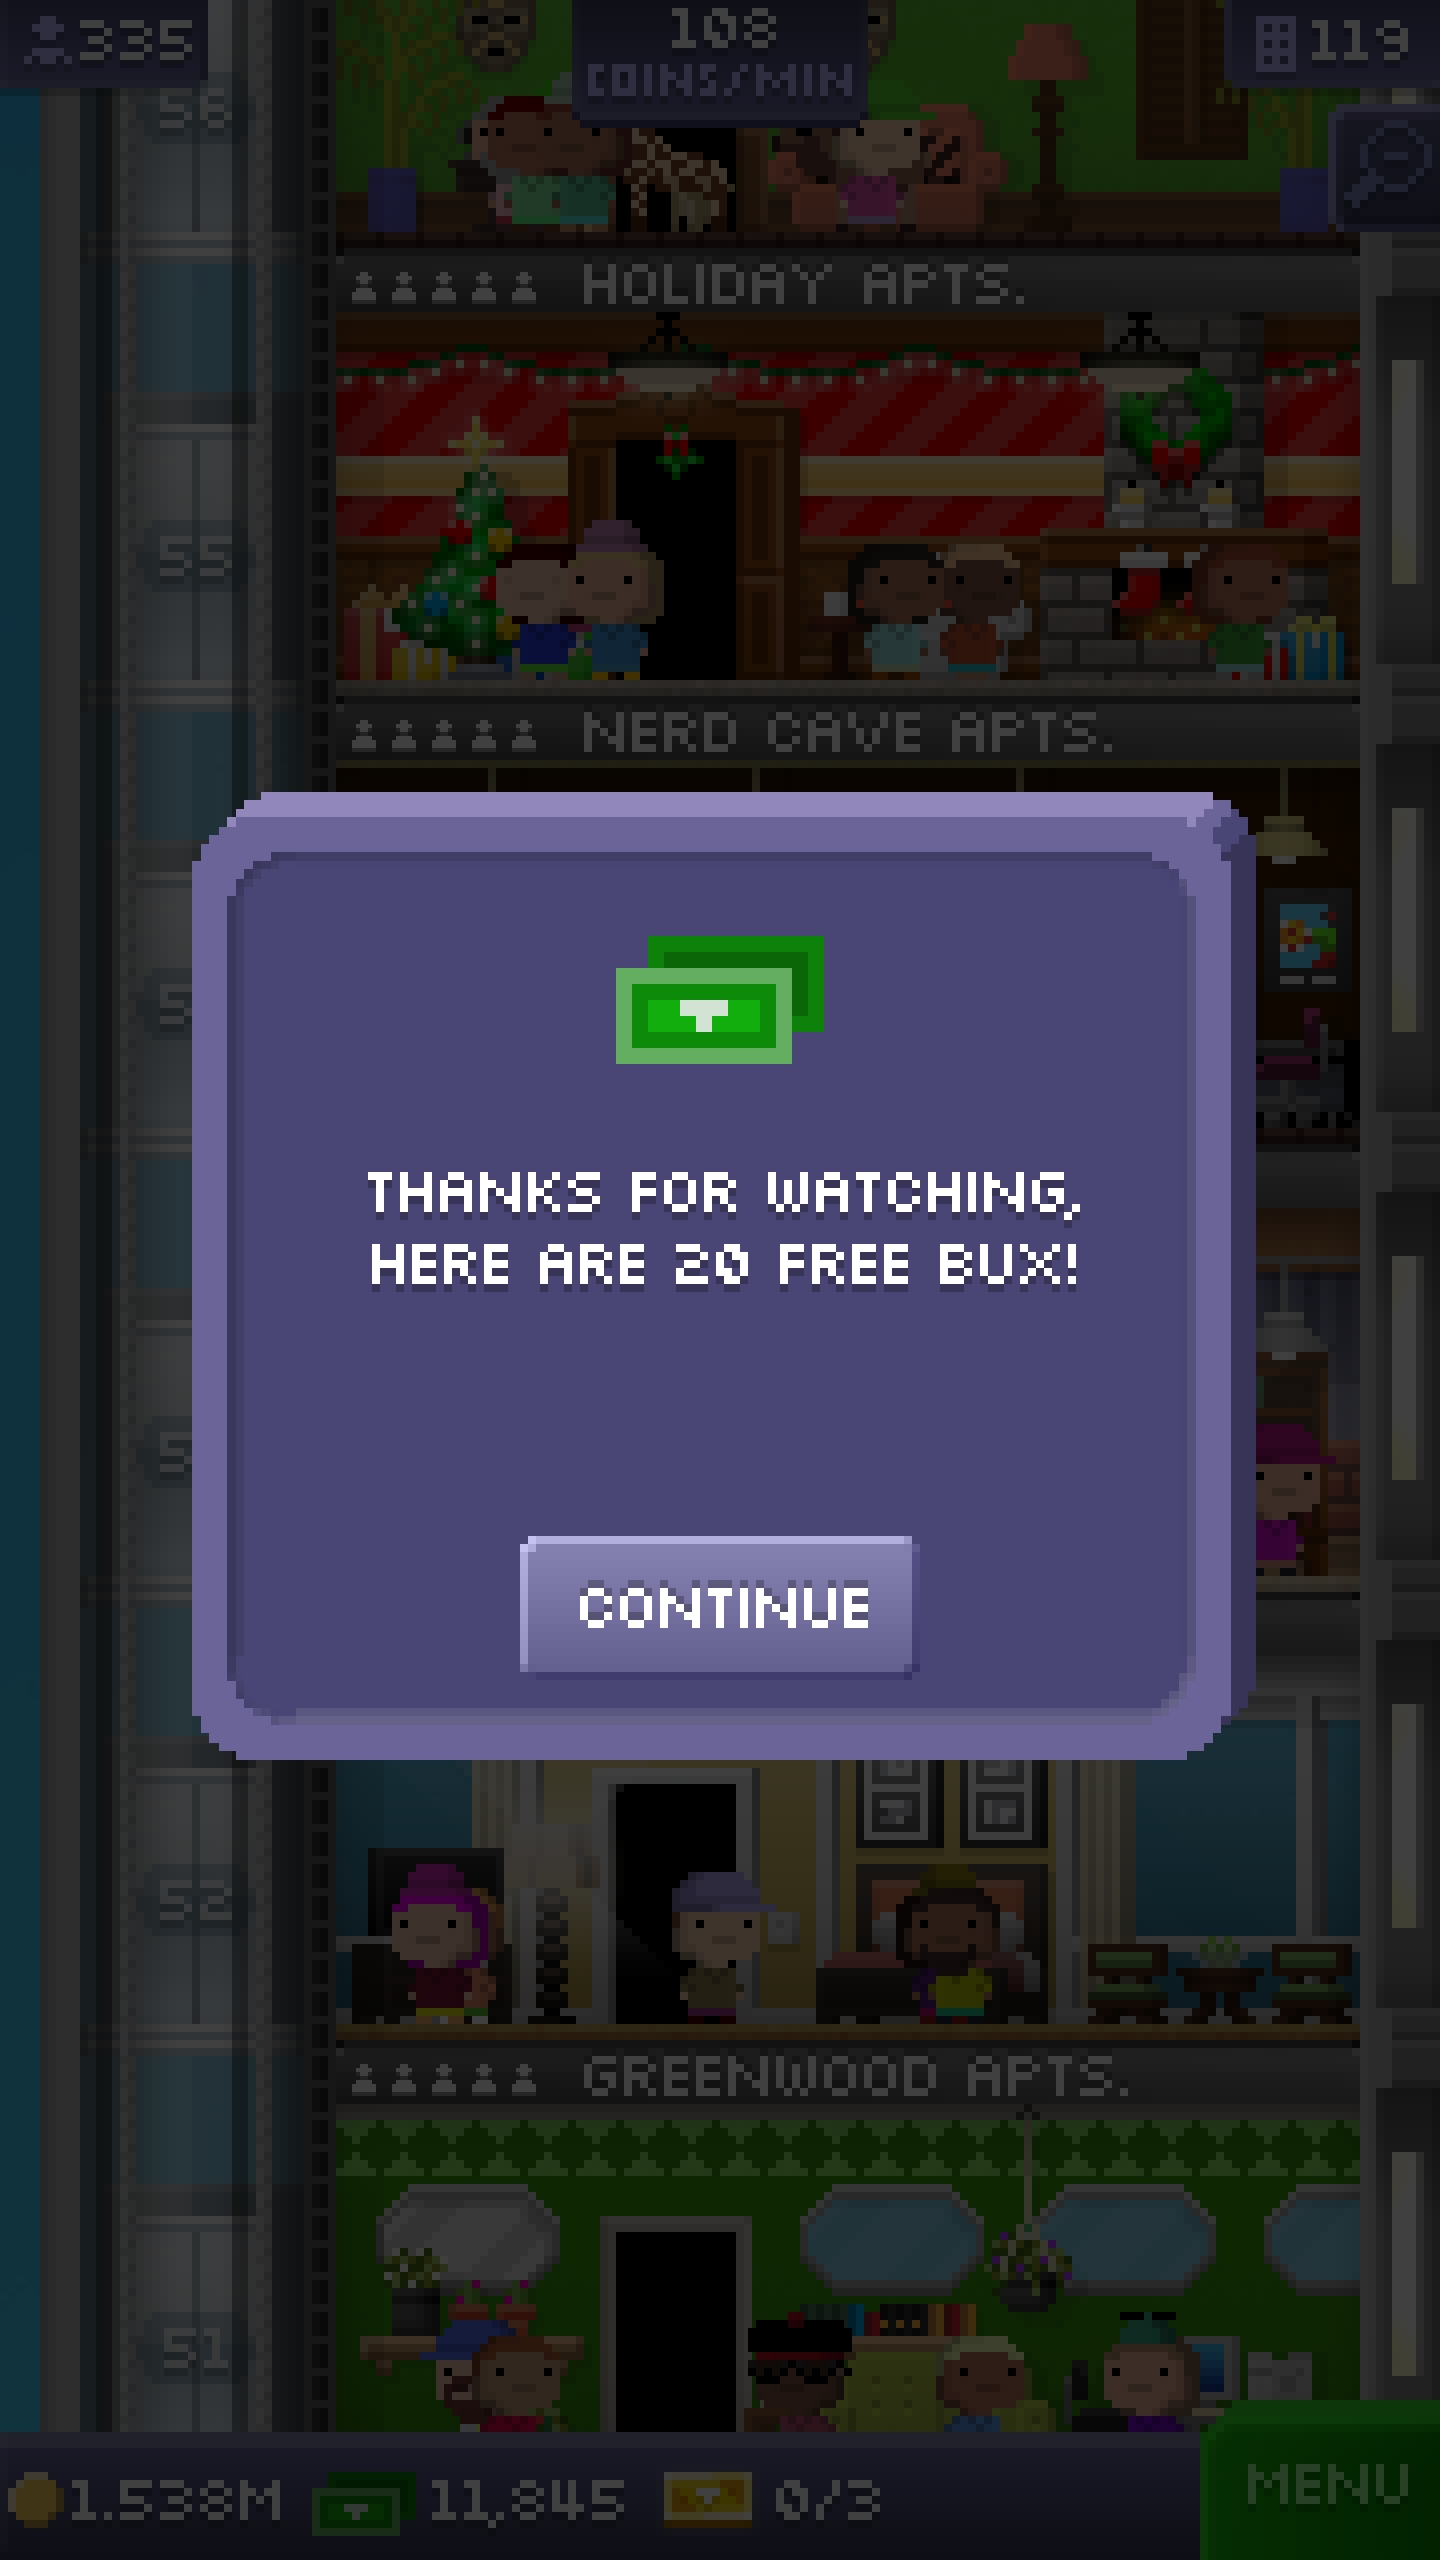 335
108
COINS/MIN
119
58
HOLIDAY APTS.
55
NERD CAVE APTS.
THANKS FOR WATCHING,
HERE ARE 20 FREE BUX!
CONTINUE
52
GREENWOOD APTS.
51
1.538M
11,845
0/3
MENU